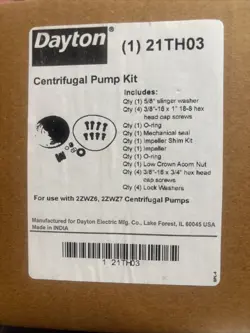 Dayton® (1) 21TH03
Centrifugal Pump Kit
Includes:
Qty (1) 5/8" slinger washer
Qty (4) 3/8"-16 x 1" 18-8 hex
head cap screws
Qty (1) O-ring
Qty (1) Mechanical seal
Qty (1) Impeller Shim Kit
Qty (1) Impeller
Qty (1) O-ring
Qty (1) Low Crown Acorn Nut
Qty (4) 3/8"-16 x 3/4" hex head
cap screws
Qty (4) Lock Washers
For use with 2ZWZ6, 2ZWZ7 Centrifugal Pumps
Manufactured for Dayton Electric Mfg. Co., Lake Forest, IL 60045 USA
Made in INDIA
1 21TH03